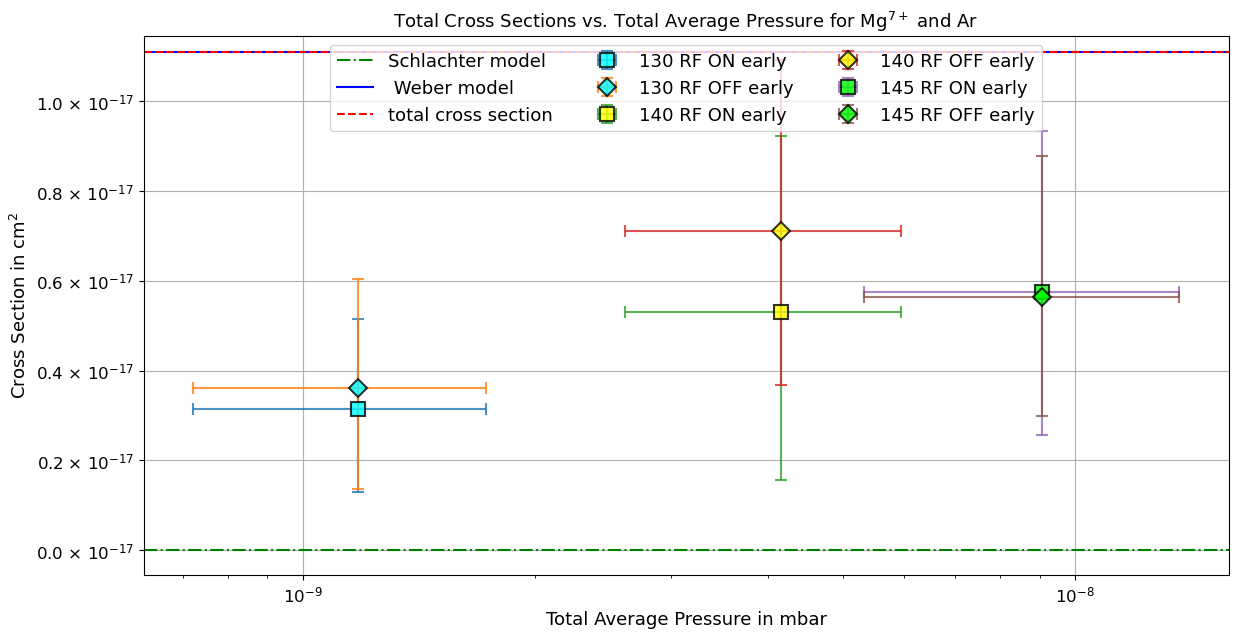 Total Cross Sections vs. Total Average Pressure for Mg⁷⁺ and Ar
Schlachter model
Weber model
total cross section
130 RF ON early
130 RF OFF early
140 RF ON early
140 RF OFF early
145 RF ON early
145 RF OFF early
Cross Section in cm²
1.0 × 10⁻¹⁷
0.8 × 10⁻¹⁷
0.6 × 10⁻¹⁷
0.4 × 10⁻¹⁷
0.2 × 10⁻¹⁷
0.0 × 10⁻¹⁷
10⁻⁹
10⁻⁸
Total Average Pressure in mbar